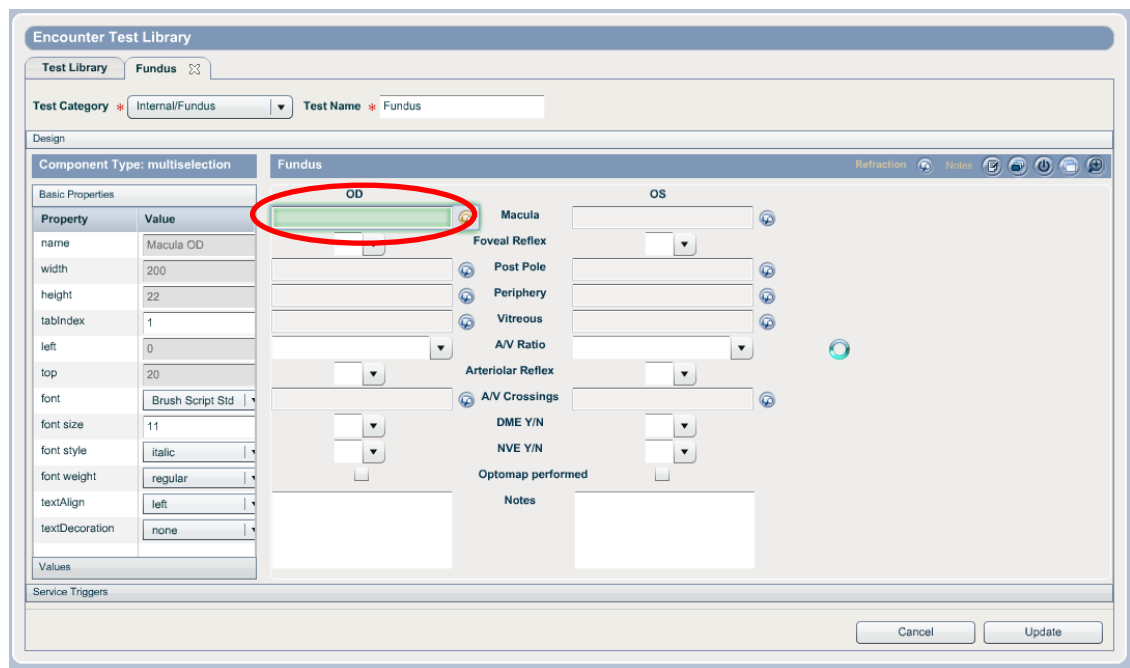 Encounter Test Library
Test Library Fundus
Test Category * Internal/Fundus Test Name * Fundus
Design
Component Type: multiselection
Basic Properties
Property Value
name Macula OD
width 200
height 22
tabIndex 1
left 0
top 20
font Brush Script Std
font size 11
font style italic
font weight regular
textAlign left
textDecoration none
Values
Fundus Refraction Notes
OD OS
Macula
Foveal Reflex
Post Pole
Periphery
Vitreous
A/V Ratio
Arteriolar Reflex
A/V Crossings
DME Y/N
NVE Y/N
Optomap performed
Notes
Service Triggers
Cancel Update